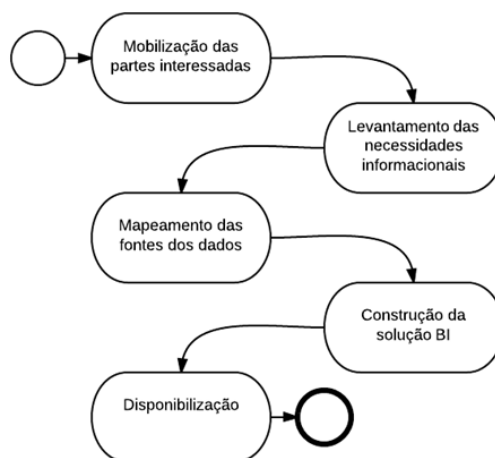 Mobilização das
partes interessadas
Levantamento das
necessidades
informacionais
Mapeamento das
fontes dos dados
Construção da
solução BI
Disponibilização